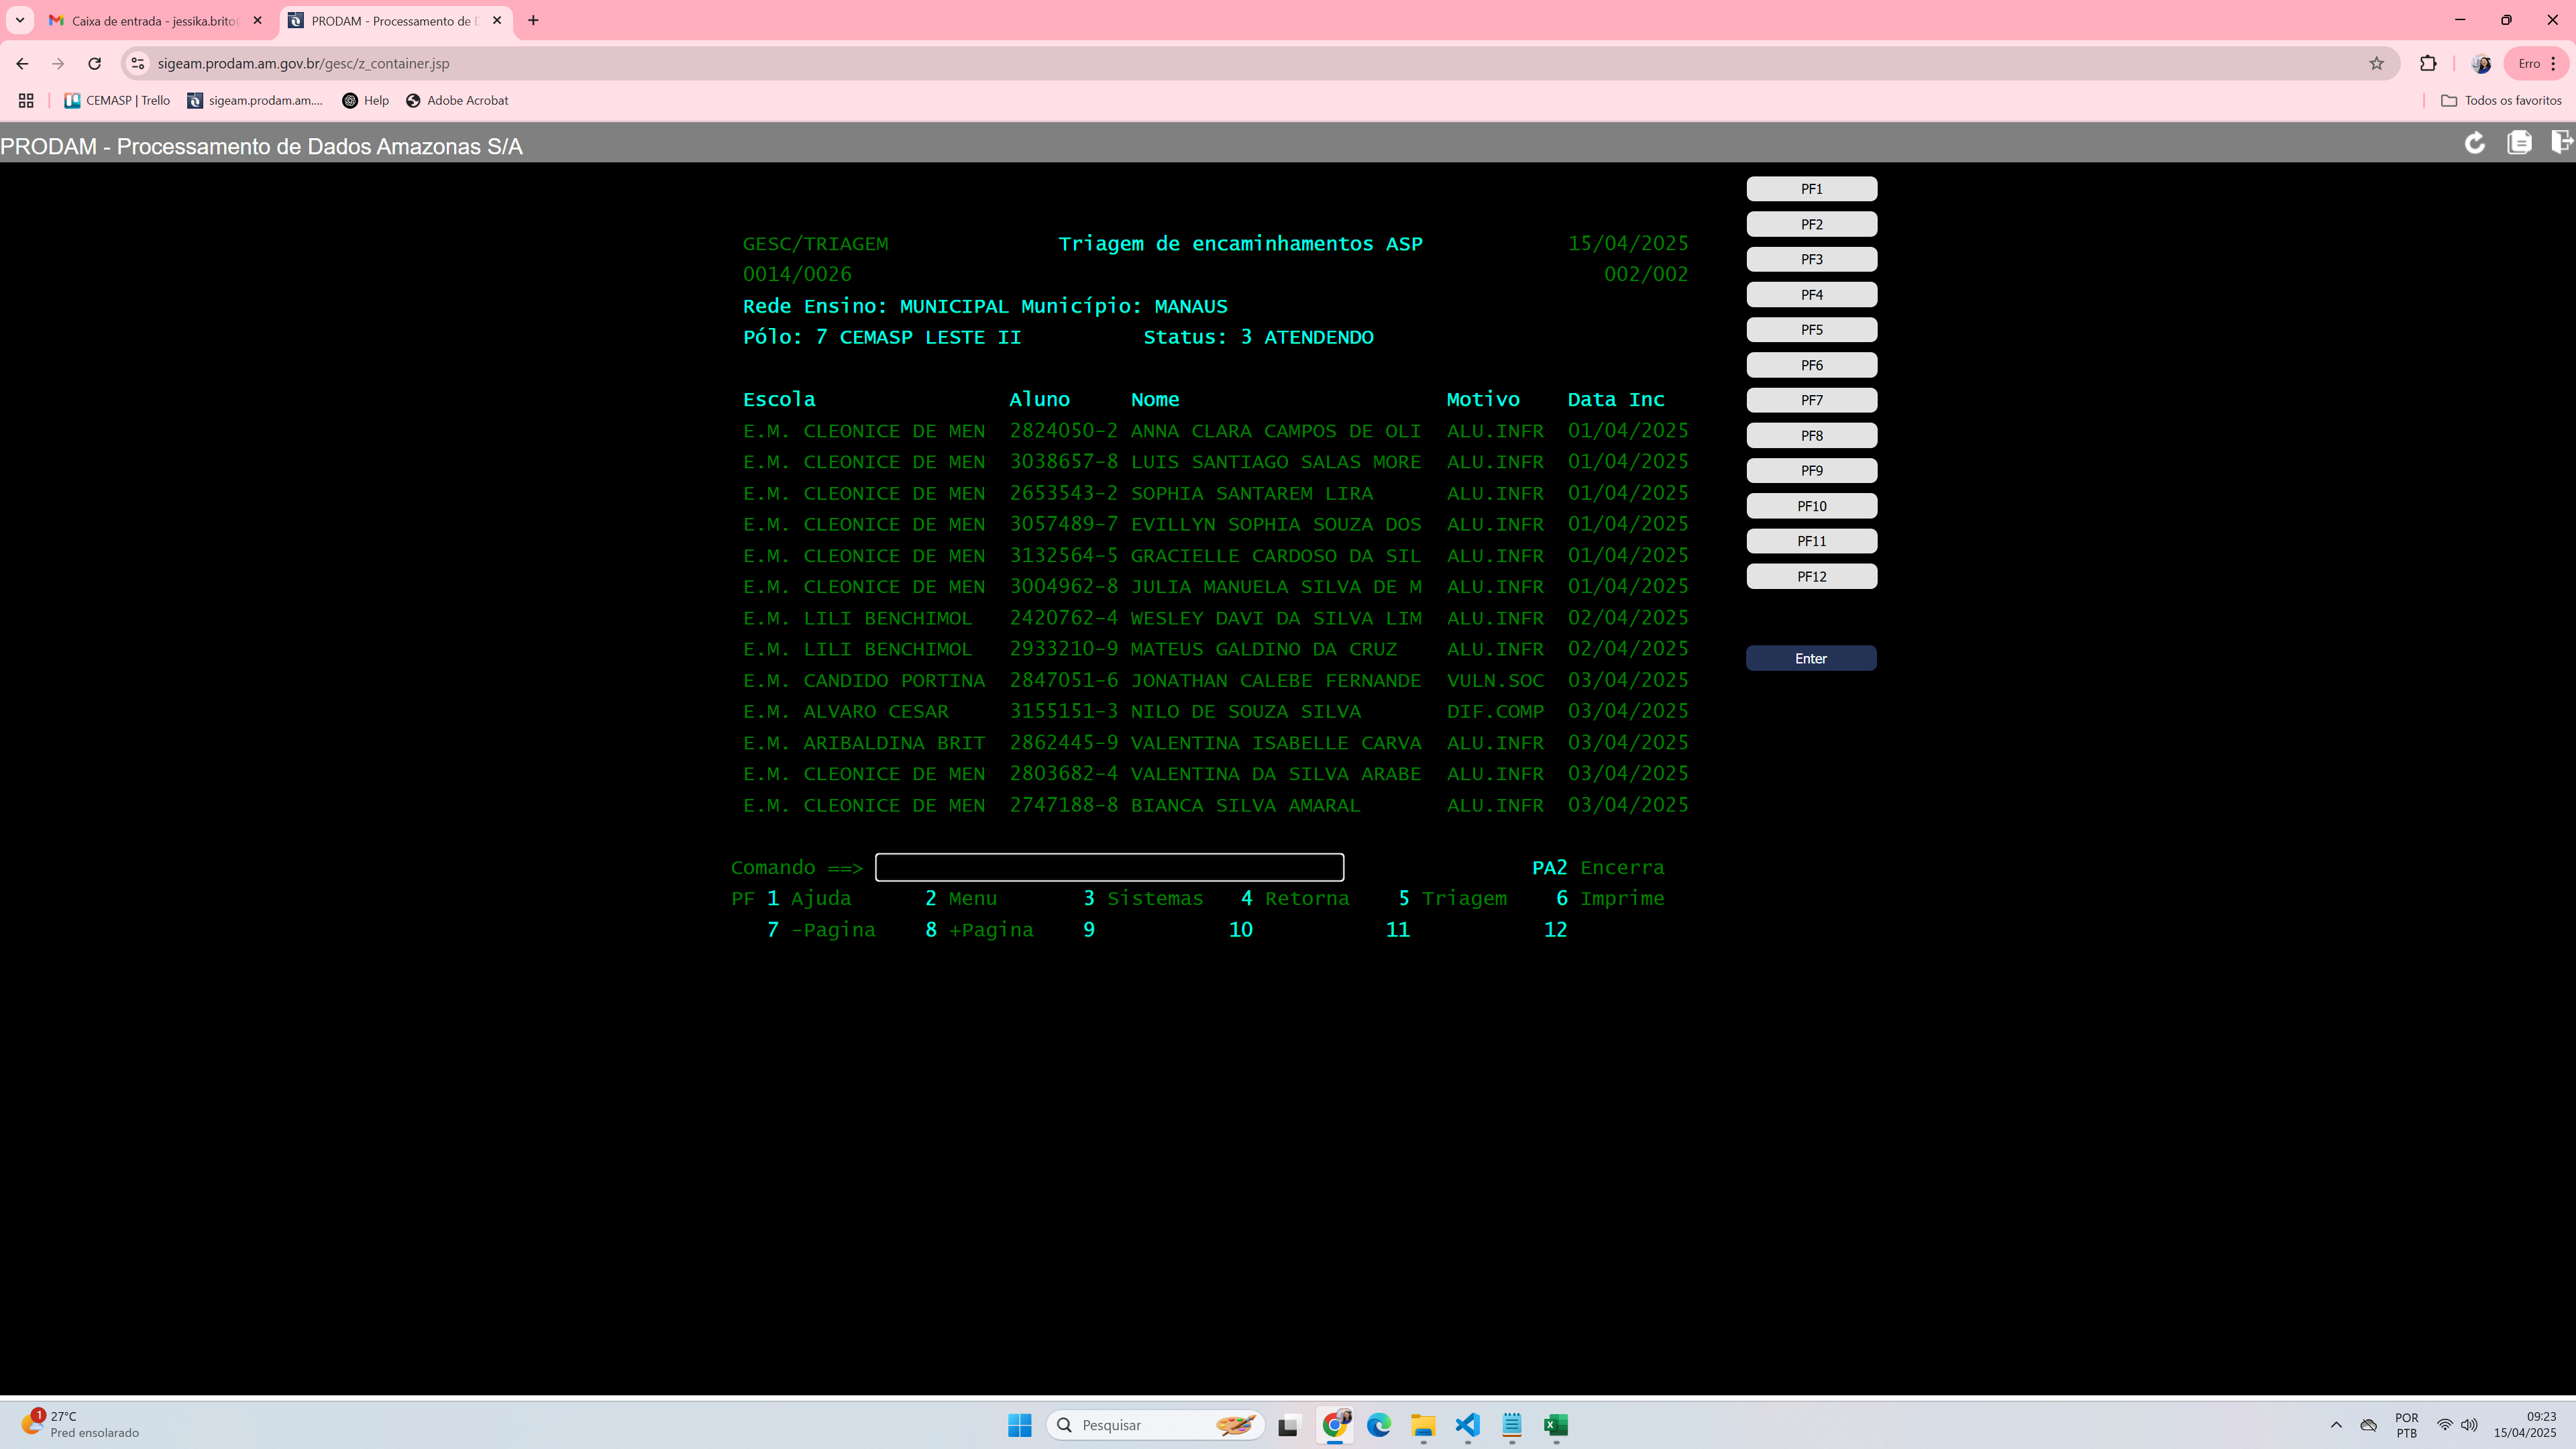 Caixa de entrada - jessika.brito
PRODAM - Processamento de D
sigeam.prodam.am.gov.br/gesc/z_container.jsp
Erro
CEMASP | Trello
sigeam.prodam.am....
Help
Adobe Acrobat
Todos os favoritos
PRODAM - Processamento de Dados Amazonas S/A
GESC/TRIAGEM Triagem de encaminhamentos ASP 15/04/2025
0014/0026 002/002
Rede Ensino: MUNICIPAL Município: MANAUS
Pólo: 7 CEMASP LESTE II Status: 3 ATENDENDO
Escola Aluno Nome Motivo Data Inc
E.M. CLEONICE DE MEN 2824050-2 ANNA CLARA CAMPOS DE OLI ALU.INFR 01/04/2025
E.M. CLEONICE DE MEN 3038657-8 LUIS SANTIAGO SALAS MORE ALU.INFR 01/04/2025
E.M. CLEONICE DE MEN 2653543-2 SOPHIA SANTAREM LIRA ALU.INFR 01/04/2025
E.M. CLEONICE DE MEN 3057489-7 EVILLYN SOPHIA SOUZA DOS ALU.INFR 01/04/2025
E.M. CLEONICE DE MEN 3132564-5 GRACIELLE CARDOSO DA SIL ALU.INFR 01/04/2025
E.M. CLEONICE DE MEN 3004962-8 JULIA MANUELA SILVA DE M ALU.INFR 01/04/2025
E.M. LILI BENCHIMOL 2420762-4 WESLEY DAVI DA SILVA LIM ALU.INFR 02/04/2025
E.M. LILI BENCHIMOL 2933210-9 MATEUS GALDINO DA CRUZ ALU.INFR 02/04/2025
E.M. CANDIDO PORTINA 2847051-6 JONATHAN CALEBE FERNANDE VULN.SOC 03/04/2025
E.M. ALVARO CESAR 3155151-3 NILO DE SOUZA SILVA DIF.COMP 03/04/2025
E.M. ARIBALDINA BRIT 2862445-9 VALENTINA ISABELLE CARVA ALU.INFR 03/04/2025
E.M. CLEONICE DE MEN 2803682-4 VALENTINA DA SILVA ARABE ALU.INFR 03/04/2025
E.M. CLEONICE DE MEN 2747188-8 BIANCA SILVA AMARAL ALU.INFR 03/04/2025
Comando ==> PA2 Encerra
PF 1 Ajuda 2 Menu 3 Sistemas 4 Retorna 5 Triagem 6 Imprime
7 -Pagina 8 +Pagina 9 10 11 12
PF1
PF2
PF3
PF4
PF5
PF6
PF7
PF8
PF9
PF10
PF11
PF12
Enter
1
27°C
Pred ensolarado
Pesquisar
POR
PTB
09:23
15/04/2025